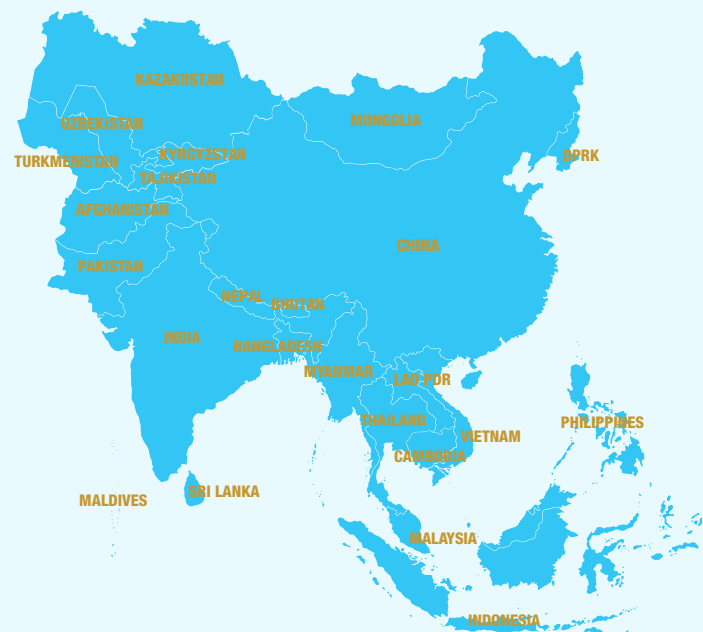 KAZAKHSTAN
MONGOLIA
UZBEKISTAN
KYRGYZSTAN
DPRK
TURKMENISTAN
TAJIKISTAN
AFGHANISTAN
CHINA
PAKISTAN
NEPAL
BHUTAN
INDIA
BANGLADESH
MYANMAR
LAO PDR
THAILAND
PHILIPPINES
VIETNAM
CAMBODIA
SRI LANKA
MALDIVES
MALAYSIA
INDONESIA